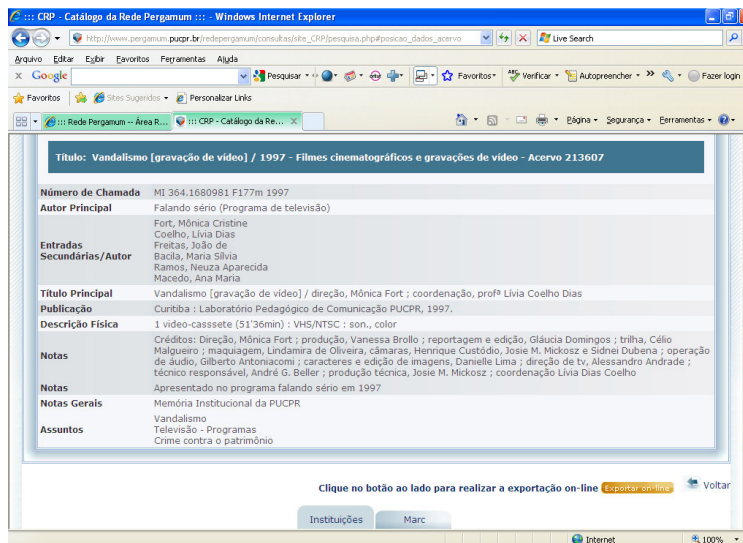 ::: CRP - Catálogo da Rede Pergamum ::: - Windows Internet Explorer
http://www.pergamum.pucpr.br/redepergamum/consultas/site_CRP/pesquisa.php#posicao_dados_acervo
Live Search
Arquivo Editar Exibir Favoritos Ferramentas Ajuda
x Google Pesquisar Favoritos Verificar Autopreencher Fazer login
Favoritos Sites Sugeridos Personalizar Links
::: Rede Pergamum -- Área R... ::: CRP - Catálogo da Re... X Página Segurança Ferramentas
Título: Vandalismo [gravação de vídeo] / 1997 - Filmes cinematográficos e gravações de vídeo - Acervo 213607
Número de Chamada MI 364.1680981 F177m 1997
Autor Principal Falando sério (Programa de televisão)
Entradas Secundárias/Autor
Fort, Mônica Cristine
Coelho, Lívia Dias
Freitas, João de
Bacila, Maria Sílvia
Ramos, Neuza Aparecida
Macedo, Ana Maria
Título Principal Vandalismo [gravação de vídeo] / direção, Mônica Fort ; coordenação, profª Lívia Coelho Dias
Publicação Curitiba : Laboratório Pedagógico de Comunicação PUCPR, 1997.
Descrição Física 1 video-casssete (51'36min) : VHS/NTSC : son., color
Notas
Créditos: Direção, Mônica Fort ; produção, Vanessa Brollo ; reportagem e edição, Gláucia Domingos ; trilha, Célio
Malgueiro ; maquiagem, Lindamira de Oliveira, câmaras, Henrique Custódio, Josie M. Mickosz e Sidnei Dubena ; operação
de áudio, Gilberto Antoniacomi ; caracteres e edição de imagens, Danielle Lima ; direção de tv, Alessandro Andrade ;
técnico responsável, André G. Beller ; produção técnica, Josie M. Mickosz ; coordenação Lívia Dias Coelho
Notas Apresentado no programa falando sério em 1997
Notas Gerais Memória Institucional da PUCPR
Assuntos
Vandalismo
Televisão - Programas
Crime contra o patrimônio
Clique no botão ao lado para realizar a exportação on-line Exportar on-line Voltar
Instituições Marc
Internet 100%